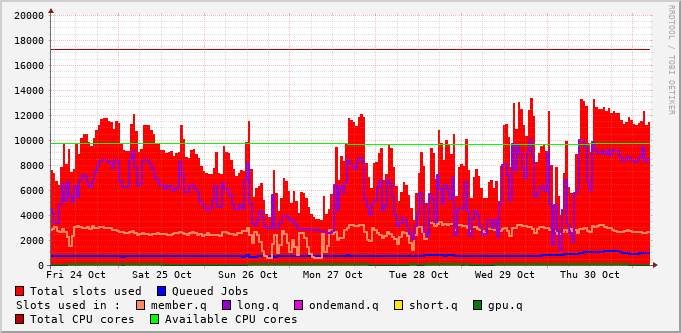 20000
18000
16000
14000
12000
10000
8000
6000
4000
2000
0
Fri 24 Oct Sat 25 Oct Sun 26 Oct Mon 27 Oct Tue 28 Oct Wed 29 Oct Thu 30 Oct
Total slots used Queued Jobs
Slots used in : member.q long.q ondemand.q short.q gpu.q
Total CPU cores Available CPU cores
RRDTOOL / TOBI OETIKER